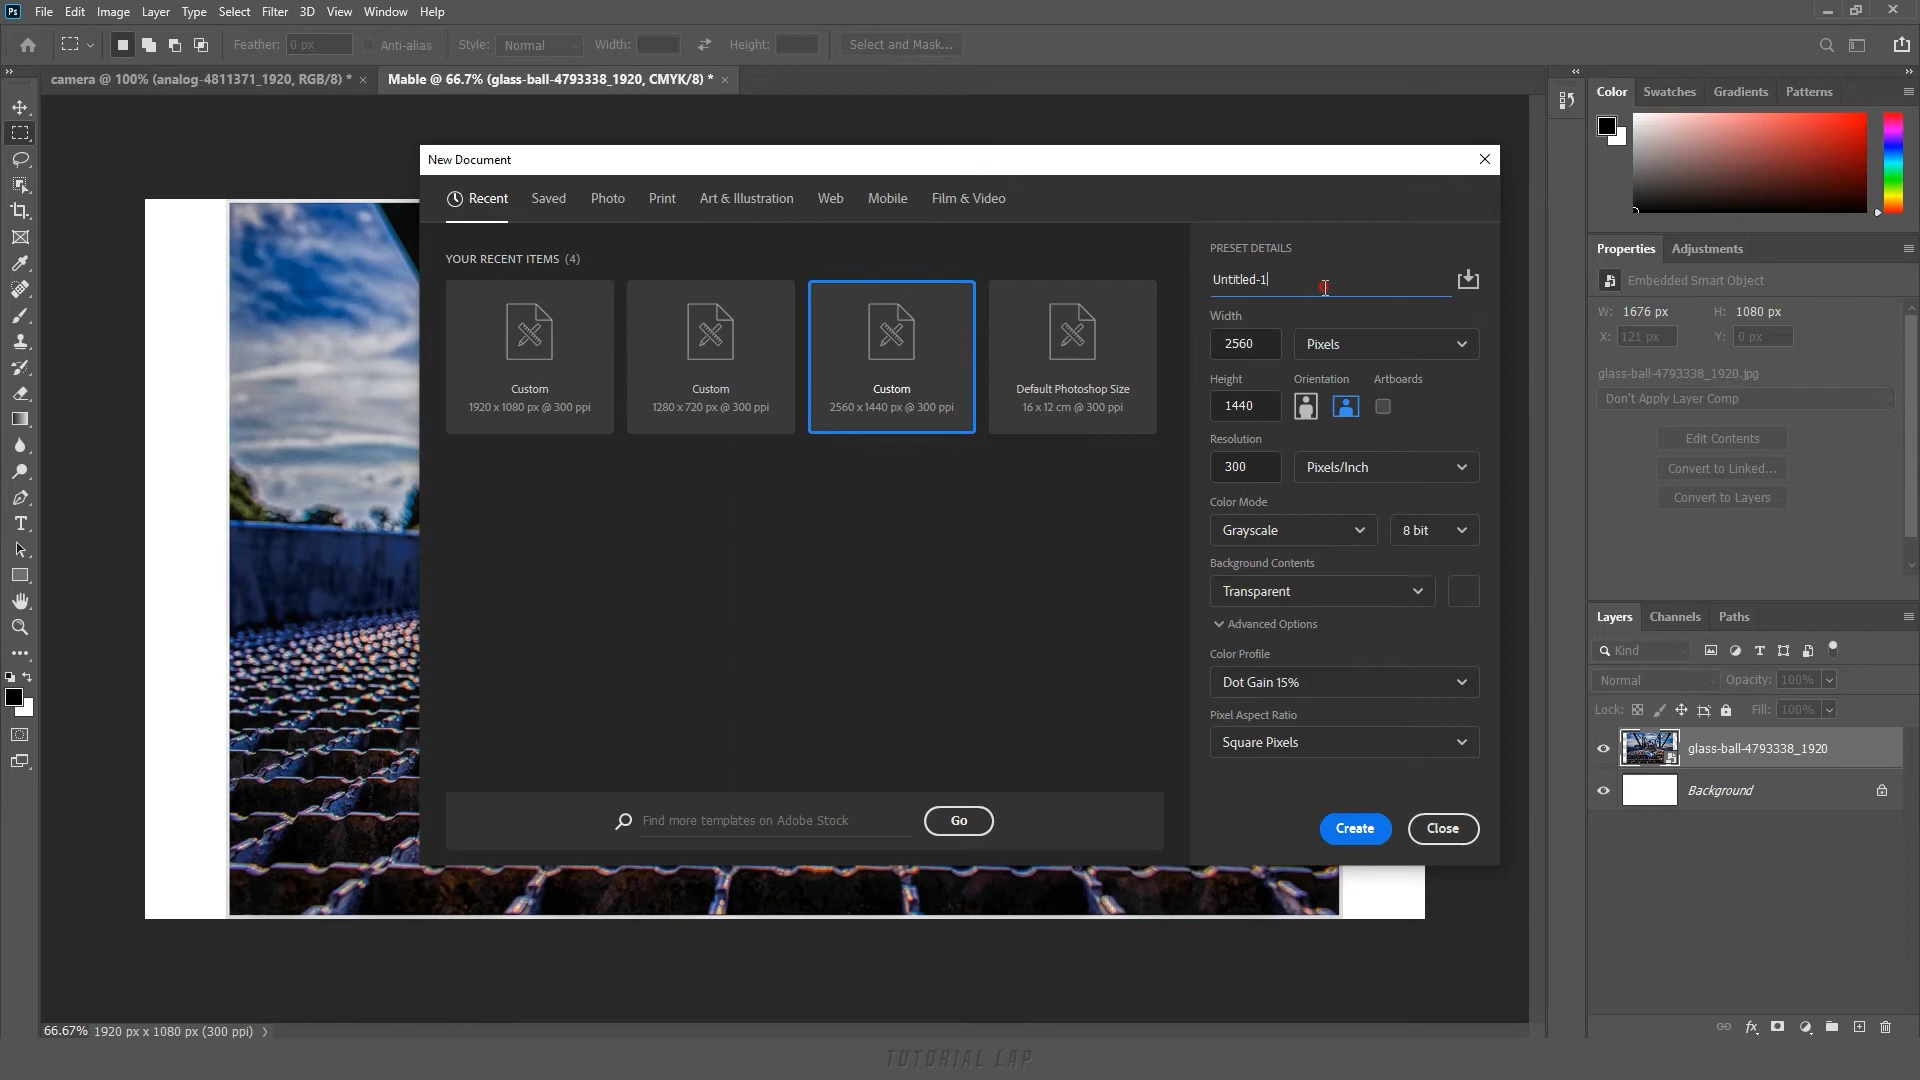 Ps File Edit Image Layer Type Select Filter 3D View Window Help
Feather: 0 px Anti-alias Style: Normal Width: Height: Select and Mask...
camera @ 100% (analog-4811371_1920, RGB/8) * × Mable @ 66.7% (glass-ball-4793338_1920, CMYK/8) * ×
New Document
Recent Saved Photo Print Art & Illustration Web Mobile Film & Video
YOUR RECENT ITEMS (4)
Custom
1920 x 1080 px @ 300 ppi
Custom
1280 x 720 px @ 300 ppi
Custom
2560 x 1440 px @ 300 ppi
Default Photoshop Size
16 x 12 cm @ 300 ppi
Find more templates on Adobe Stock Go
PRESET DETAILS
Untitled-1
Width
2560 Pixels
Height Orientation Artboards
1440
Resolution
300 Pixels/Inch
Color Mode
Grayscale 8 bit
Background Contents
Transparent
Advanced Options
Color Profile
Dot Gain 15%
Pixel Aspect Ratio
Square Pixels
Create Close
Color Swatches Gradients Patterns
Properties Adjustments
Embedded Smart Object
W: 1676 px H: 1080 px
X: 121 px Y: 0 px
glass-ball-4793338_1920.jpg
Don't Apply Layer Comp
Edit Contents
Convert to Linked...
Convert to Layers
Layers Channels Paths
Kind
Normal Opacity: 100%
Lock: Fill: 100%
glass-ball-4793338_1920
Background
66.67% 1920 px x 1080 px (300 ppi)
TUTORIAL LAP